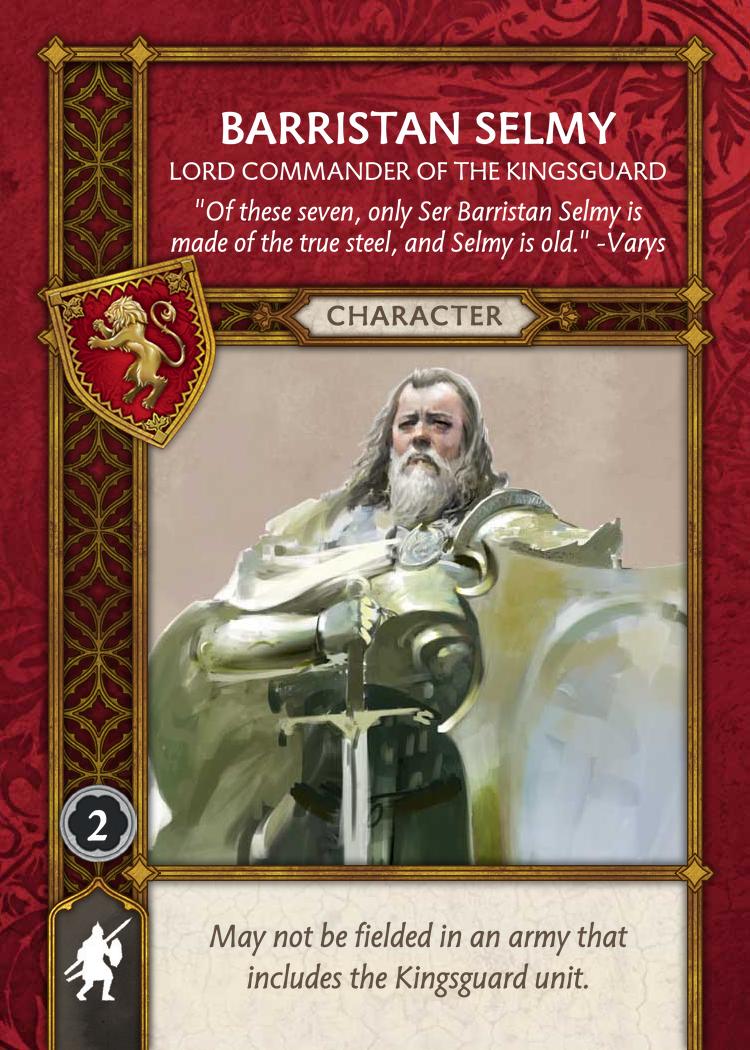 BARRISTAN SELMY
LORD COMMANDER OF THE KINGSGUARD
"Of these seven, only Ser Barristan Selmy is
made of the true steel, and Selmy is old." -Varys
CHARACTER
2
May not be fielded in an army that
includes the Kingsguard unit.